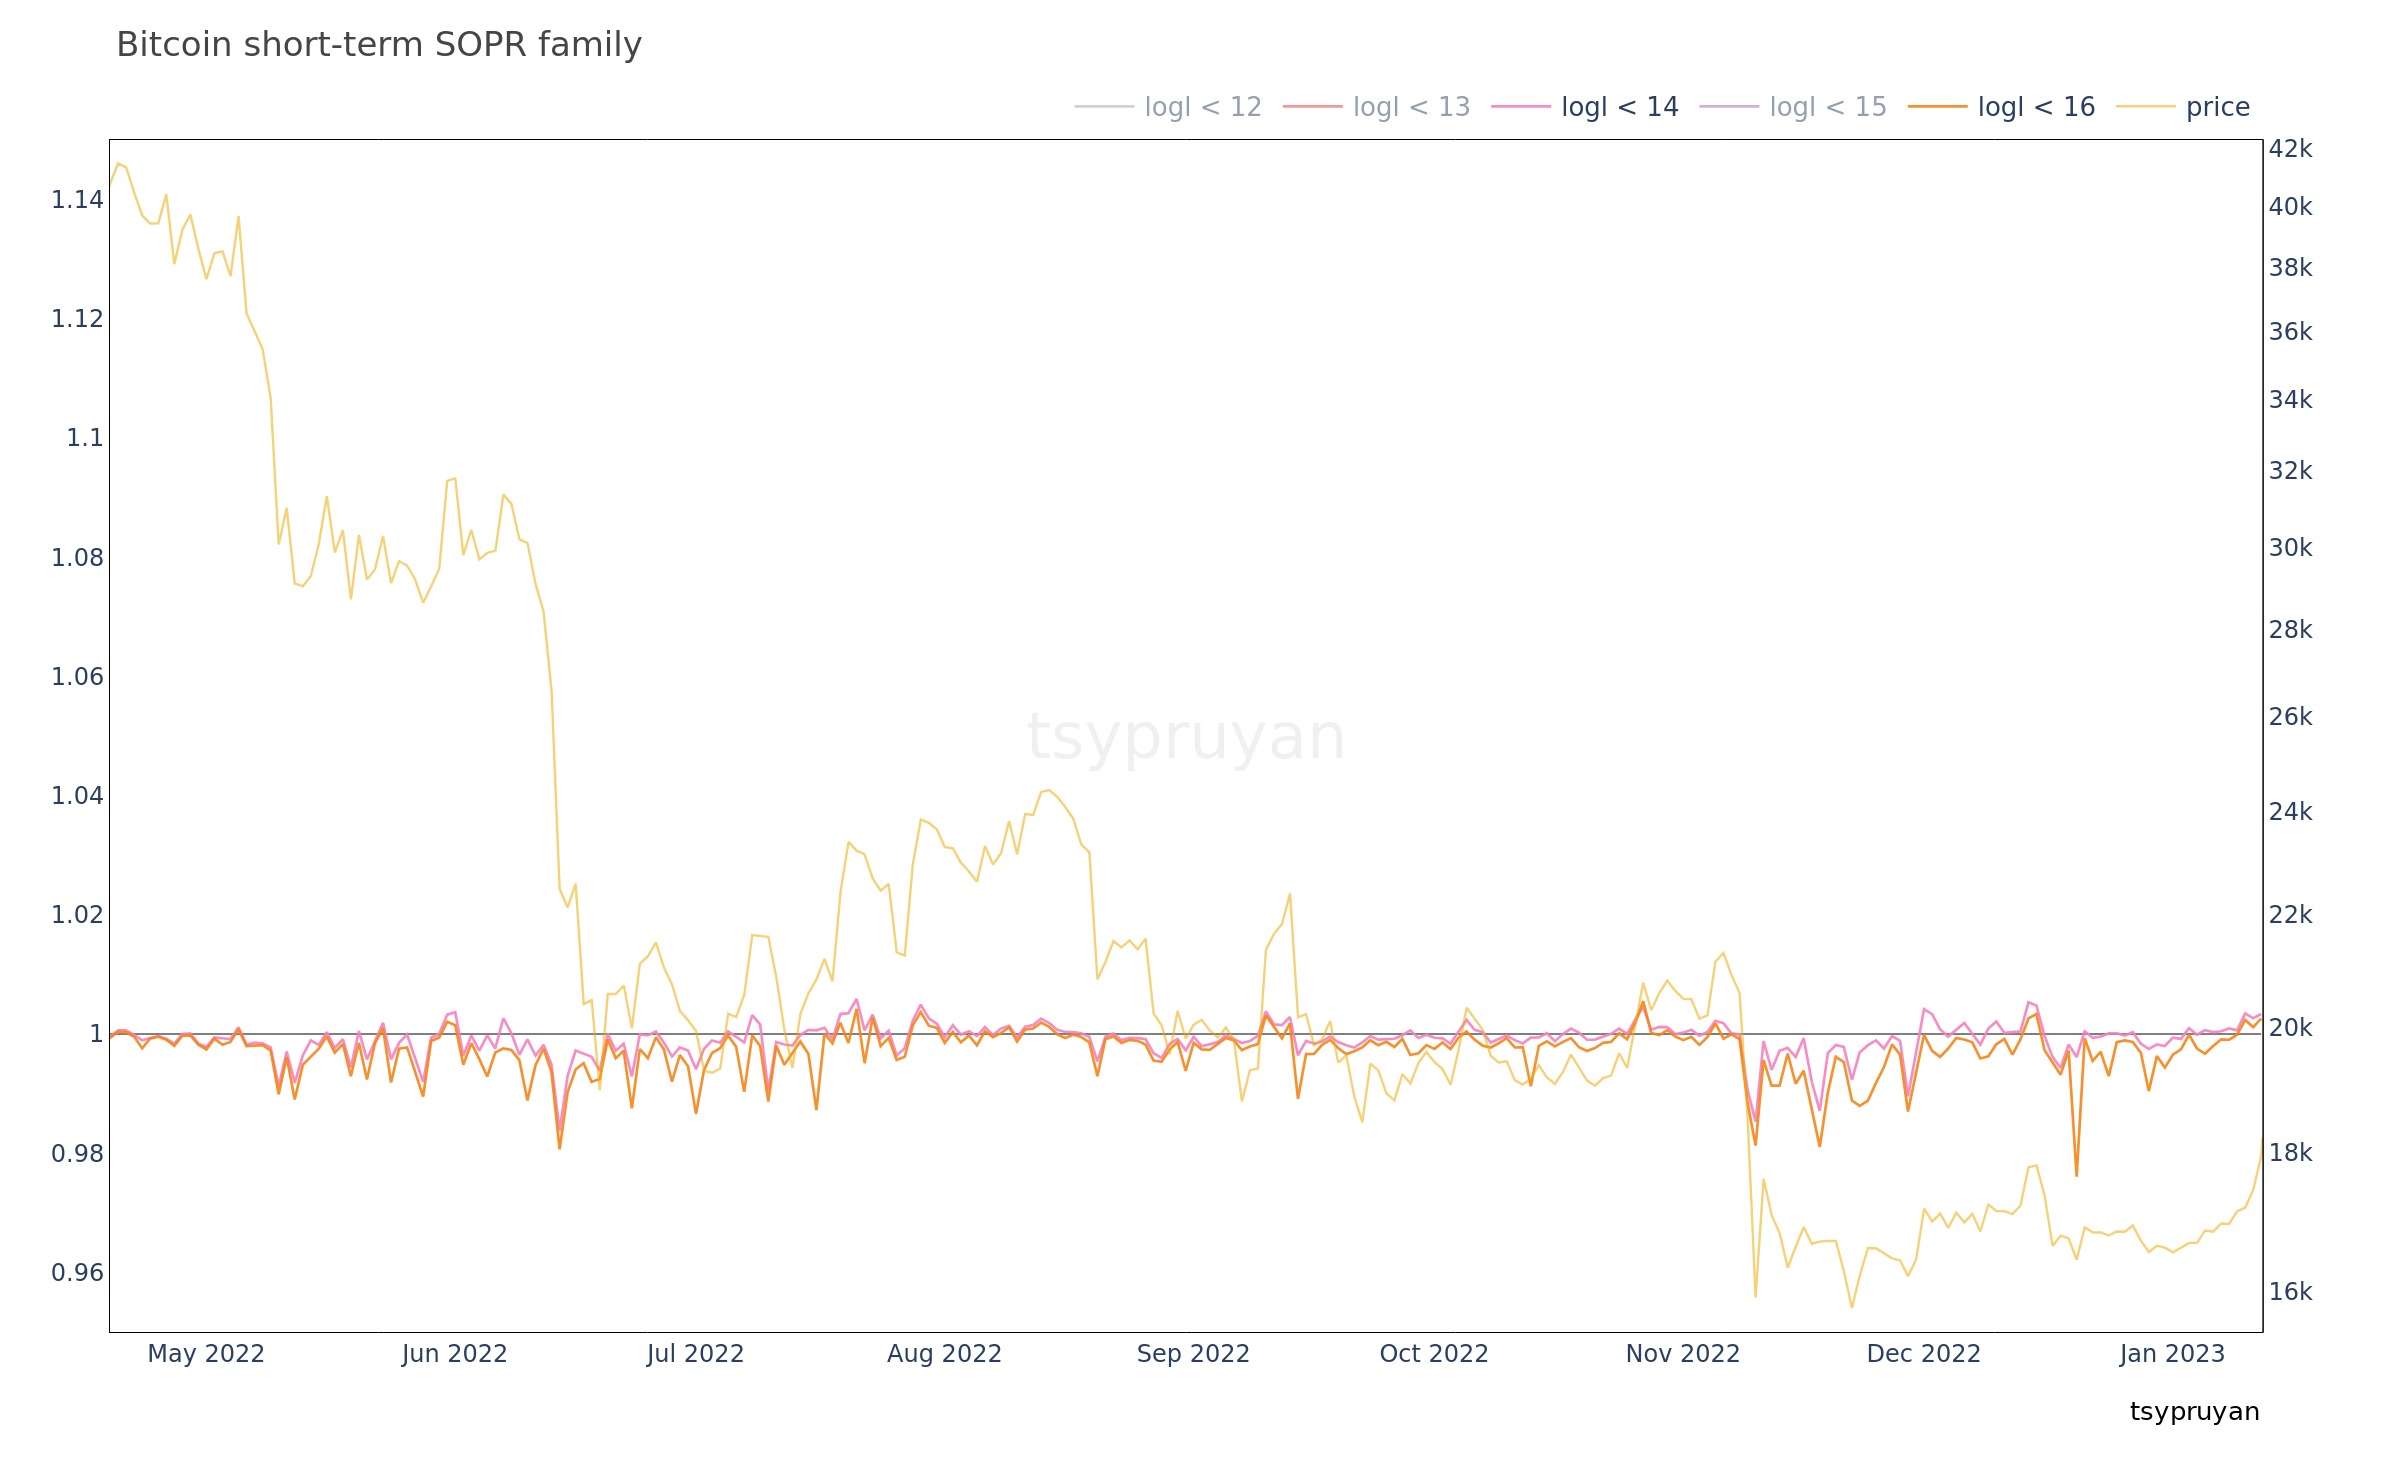 Bitcoin short-term SOPR family
logl < 12 logl < 13 logl < 14 logl < 15 logl < 16 price
42k
1.14
40k
38k
1.12
36k
34k
1.1
32k
1.08
30k
28k
1.06
26k
tsypruyan
1.04
24k
1.02
22k
1
20k
0.98
18k
0.96
16k
May 2022 Jun 2022 Jul 2022 Aug 2022 Sep 2022 Oct 2022 Nov 2022 Dec 2022 Jan 2023
tsypruyan